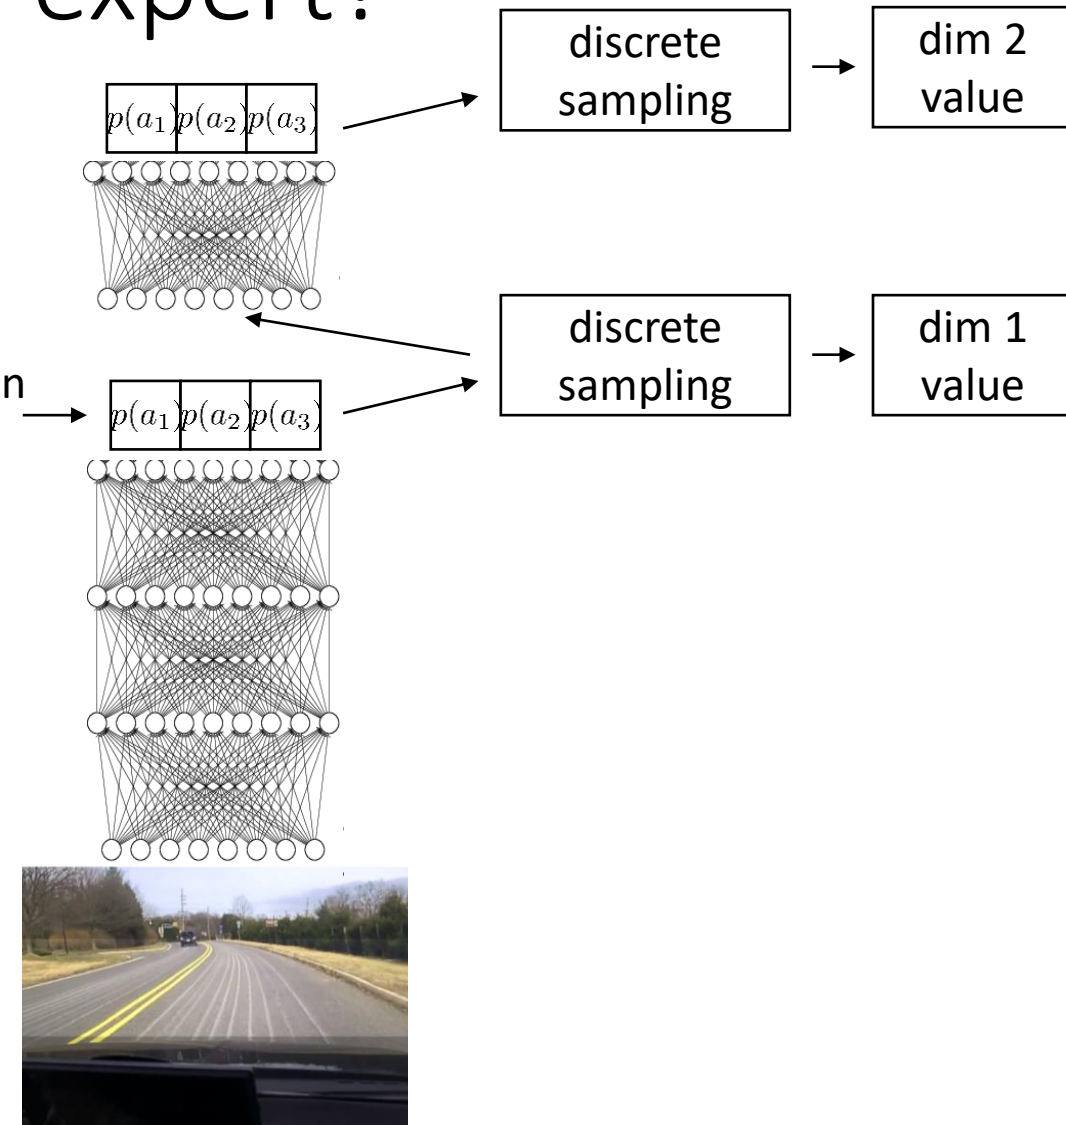 expert?
discrete
sampling
dim 2
value
p(a₁) p(a₂) p(a₃)
discrete
sampling
dim 1
value
n
p(a₁) p(a₂) p(a₃)